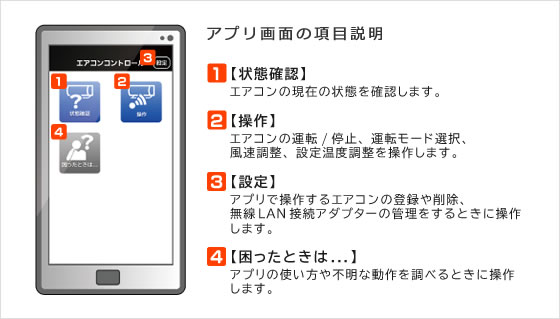 アプリ画面の項目説明
エアコンコントロール
3
設定
1
状態確認
2
操作
4
困ったときは...
1【状態確認】
エアコンの現在の状態を確認します。
2【操作】
エアコンの運転/停止、運転モード選択、
風速調整、設定温度調整を操作します。
3【設定】
アプリで操作するエアコンの登録や削除、
無線LAN接続アダプターの管理をするときに操作
します。
4【困ったときは...】
アプリの使い方や不明な動作を調べるときに操作
します。